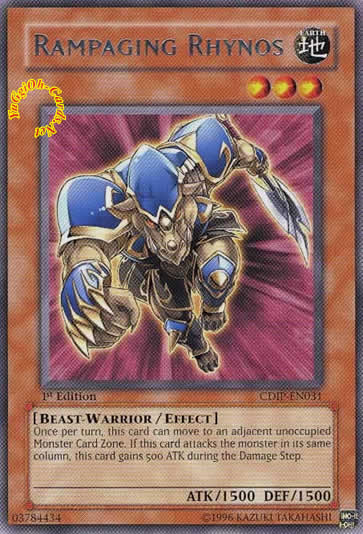 RAMPAGING RHYNOS
EARTH
地
YuGgiOh-Cards.Net
1st Edition
CDIP-EN031
[BEAST-WARRIOR / EFFECT]
Once per turn, this card can move to an adjacent unoccupied
Monster Card Zone. If this card attacks the monster in its same
column, this card gains 500 ATK during the Damage Step.
ATK/1500 DEF/1500
03784434
©1996 KAZUKI TAKAHASHI